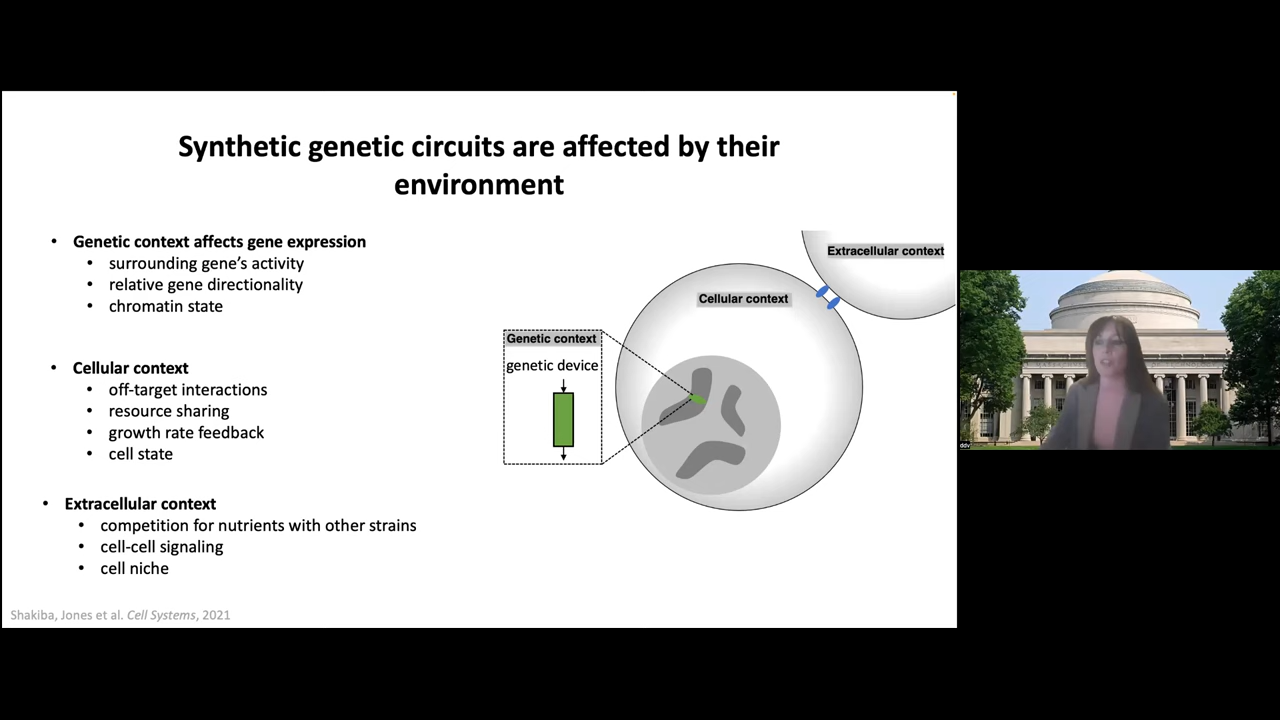 Synthetic genetic circuits are affected by their
environment
• Genetic context affects gene expression
• surrounding gene's activity
• relative gene directionality
• chromatin state
• Cellular context
• off-target interactions
• resource sharing
• growth rate feedback
• cell state
• Extracellular context
• competition for nutrients with other strains
• cell-cell signaling
• cell niche
Shakiba, Jones et al. Cell Systems, 2021
Extracellular context
Cellular context
Genetic context
genetic device
ddv